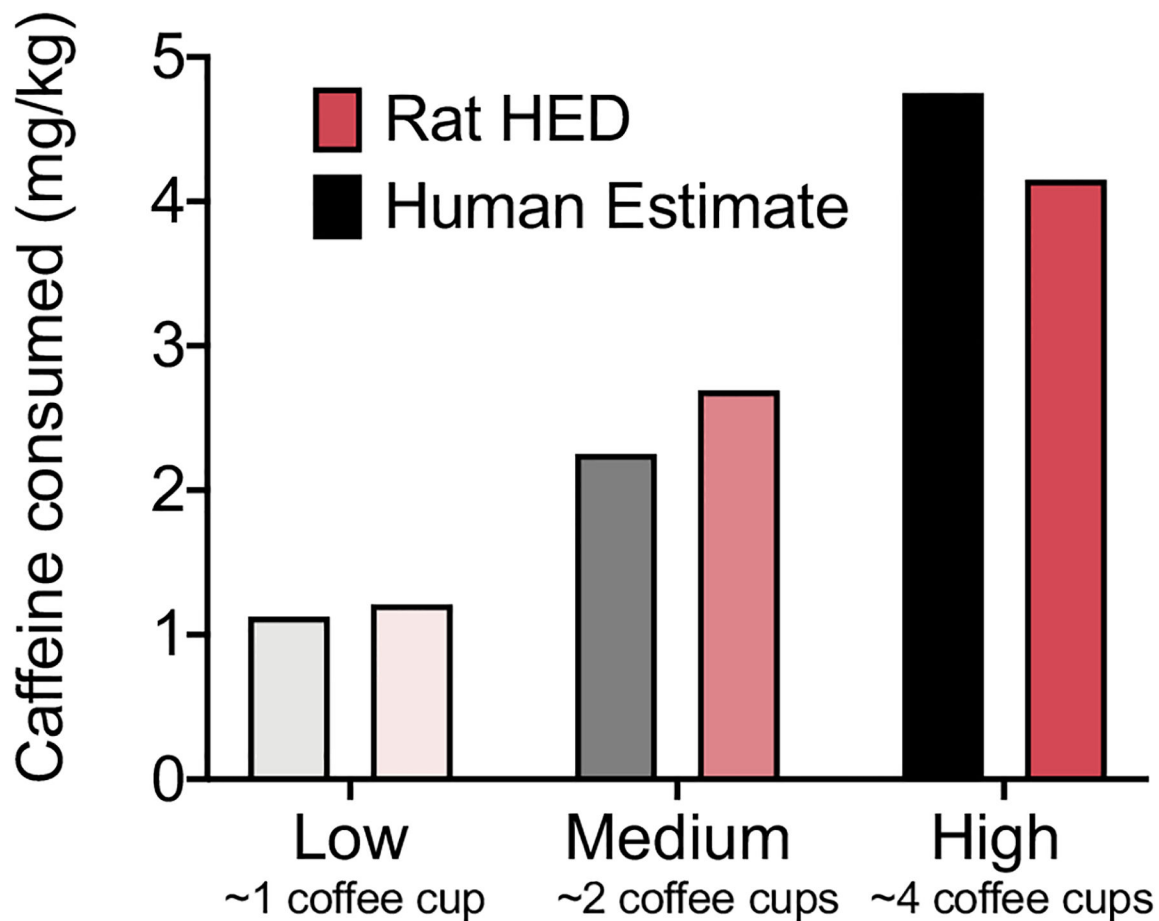 Caffeine consumed (mg/kg)
5
4
3
2
1
0
Rat HED
Human Estimate
Low
Medium
High
~1 coffee cup
~2 coffee cups
~4 coffee cups